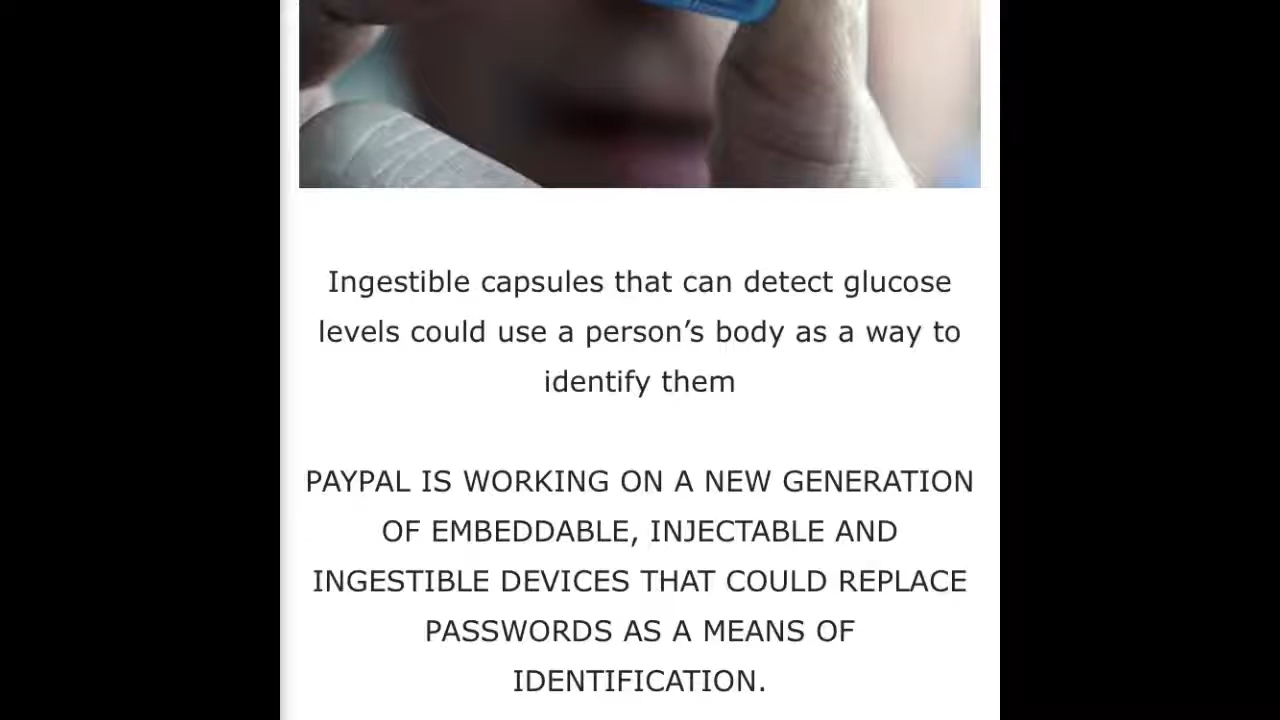 Ingestible capsules that can detect glucose
levels could use a person’s body as a way to
identify them
PAYPAL IS WORKING ON A NEW GENERATION
OF EMBEDDABLE, INJECTABLE AND
INGESTIBLE DEVICES THAT COULD REPLACE
PASSWORDS AS A MEANS OF
IDENTIFICATION.